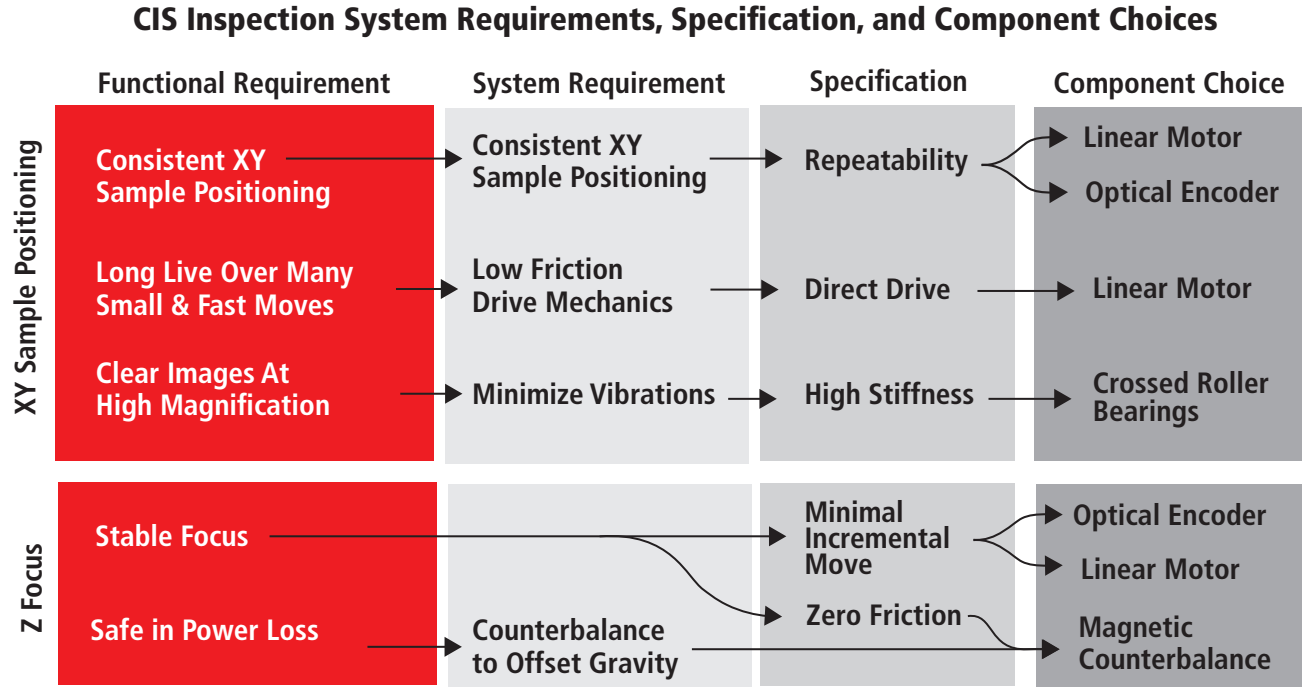 CIS Inspection System Requirements, Specification, and Component Choices
Functional Requirement
System Requirement
Specification
Component Choice
XY Sample Positioning
Consistent XY
Sample Positioning
Consistent XY
Sample Positioning
Repeatability
Linear Motor
Optical Encoder
Long Live Over Many
Small & Fast Moves
Low Friction
Drive Mechanics
Direct Drive
Linear Motor
Clear Images At
High Magnification
Minimize Vibrations
High Stiffness
Crossed Roller
Bearings
Z Focus
Stable Focus
Minimal
Incremental
Move
Optical Encoder
Linear Motor
Zero Friction
Safe in Power Loss
Counterbalance
to Offset Gravity
Magnetic
Counterbalance